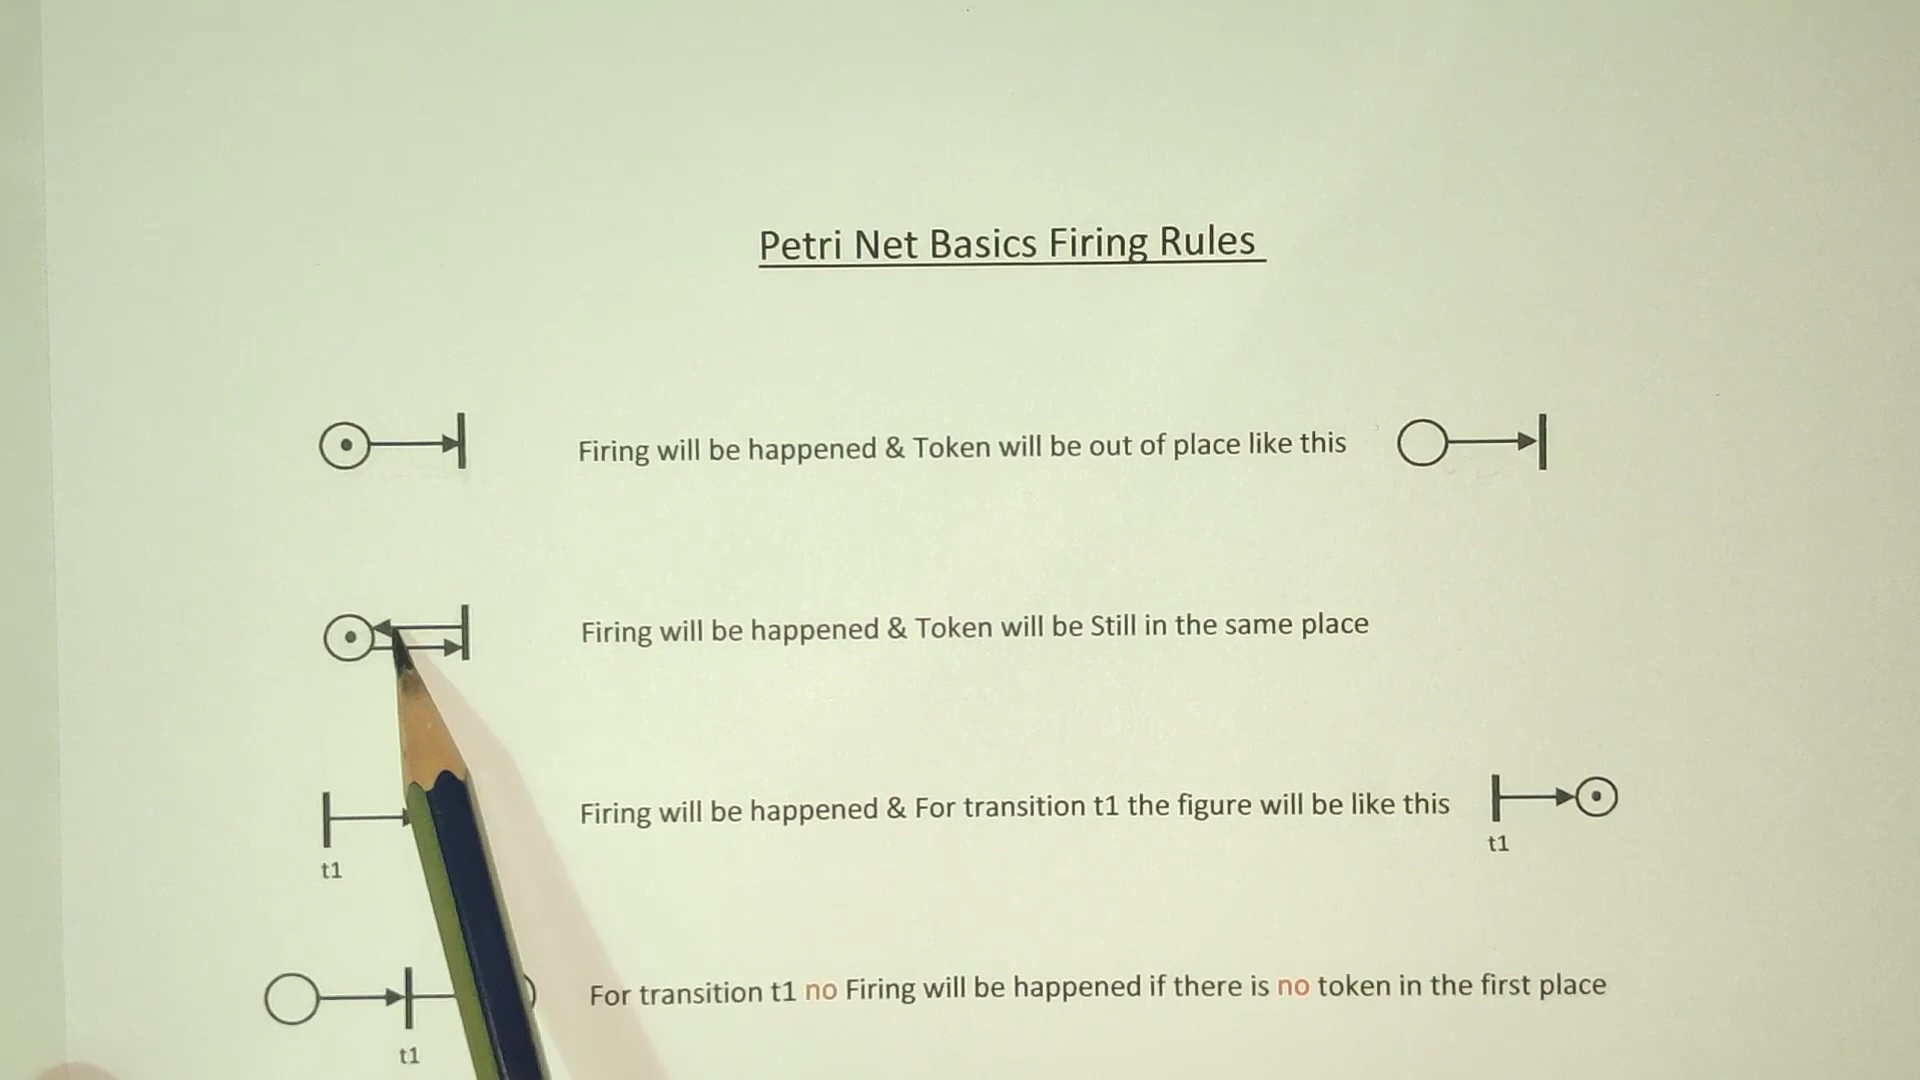 Petri Net Basics Firing Rules
Firing will be happened & Token will be out of place like this
Firing will be happened & Token will be Still in the same place
Firing will be happened & For transition t1 the figure will be like this
t1
t1
For transition t1 no Firing will be happened if there is no token in the first place
t1